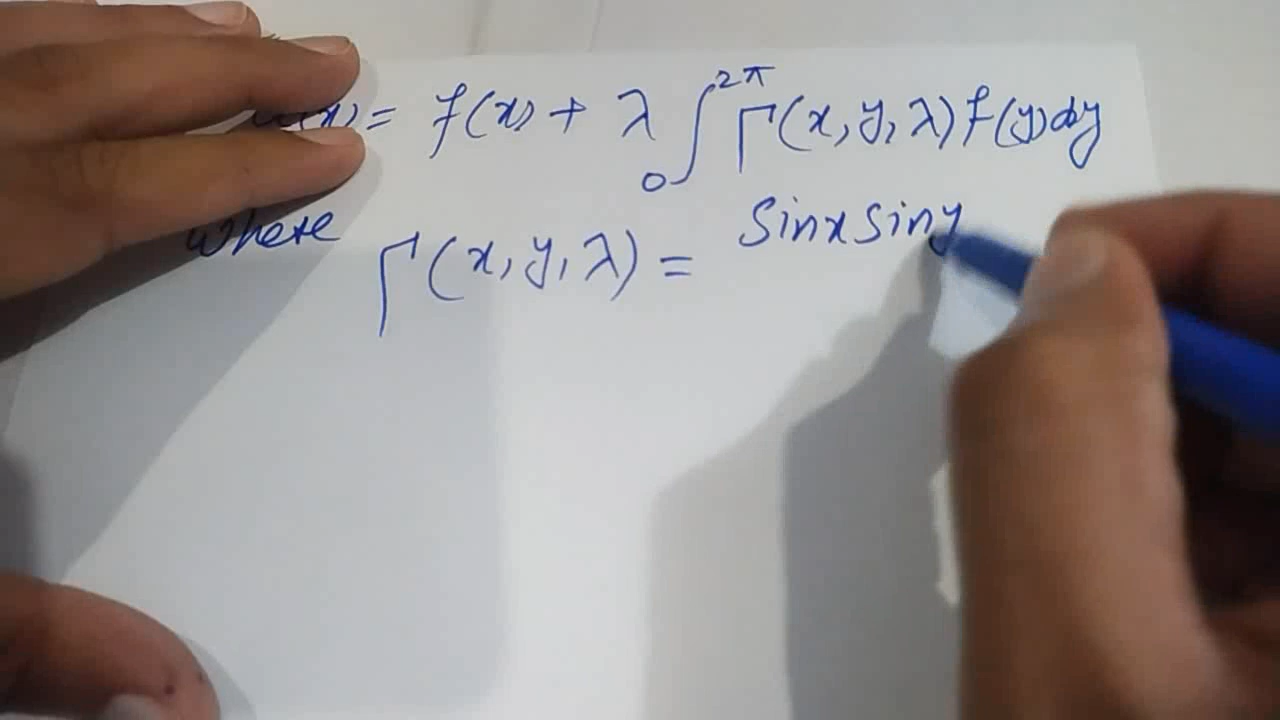 (x) = f(x) + λ ∫₀^{2π} Γ(x, y, λ) f(y) dy
where Γ(x, y, λ) = Sinx Siny